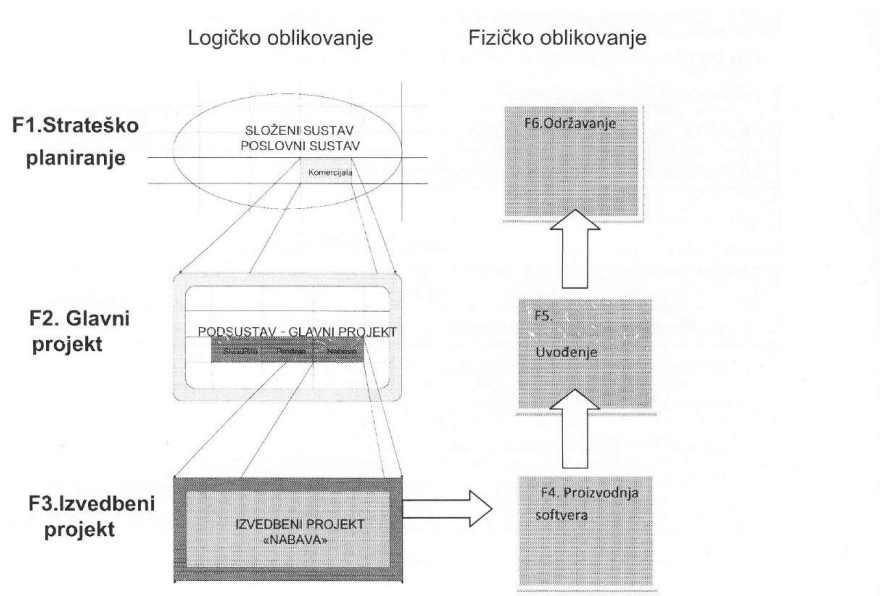 Logičko oblikovanje
Fizičko oblikovanje
F1.Strateško
planiranje
SLOŽENI SUSTAV
POSLOVNI SUSTAV
Komercijala
F2. Glavni
projekt
PODSUSTAV - GLAVNI PROJEKT
Prodaja Nabava
F3.Izvedbeni
projekt
IZVEDBENI PROJEKT
«NABAVA»
F6.Održavanje
F5.
Uvođenje
F4. Proizvodnja
softvera